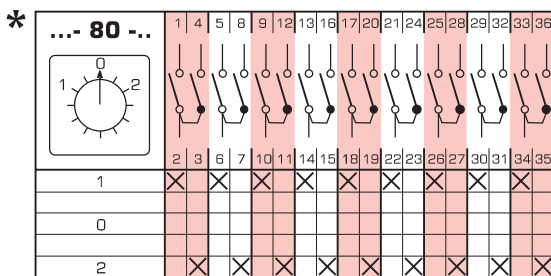 *
...- 80 -..
1 4 5 8 9 12 13 16 17 20 21 24 25 28 29 32 33 36
0
1 2
2 3 6 7 10 11 14 15 18 19 22 23 26 27 30 31 34 35
1 X X X X X X X X X
0
2 X X X X X X X X X